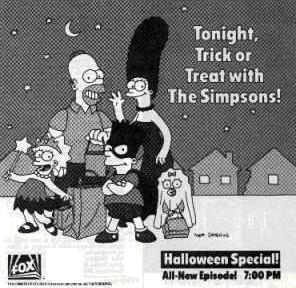 Tonight,
Trick or
Treat with
The Simpsons!
Halloween Special!
All-New Episode! 7:00 PM
FOX